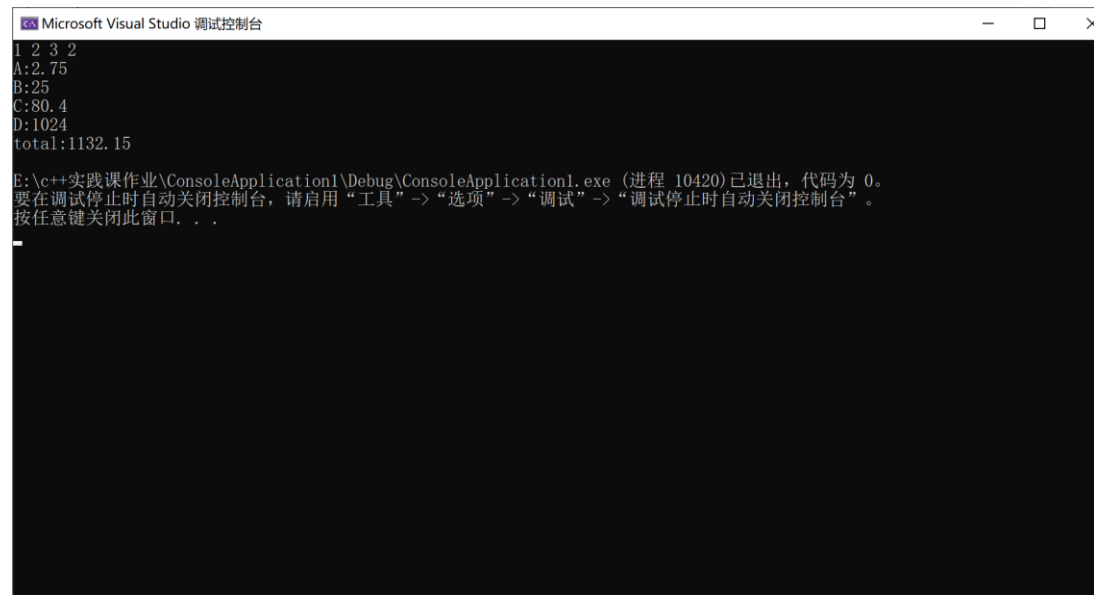 Microsoft Visual Studio 调试控制台
1 2 3 2
A:2.75
B:25
C:80.4
D:1024
total:1132.15
E:\c++实践课作业\ConsoleApplication1\Debug\ConsoleApplication1.exe (进程 10420)已退出，代码为 0。
要在调试停止时自动关闭控制台，请启用“工具”->“选项”->“调试”->“调试停止时自动关闭控制台”。
按任意键关闭此窗口. . .